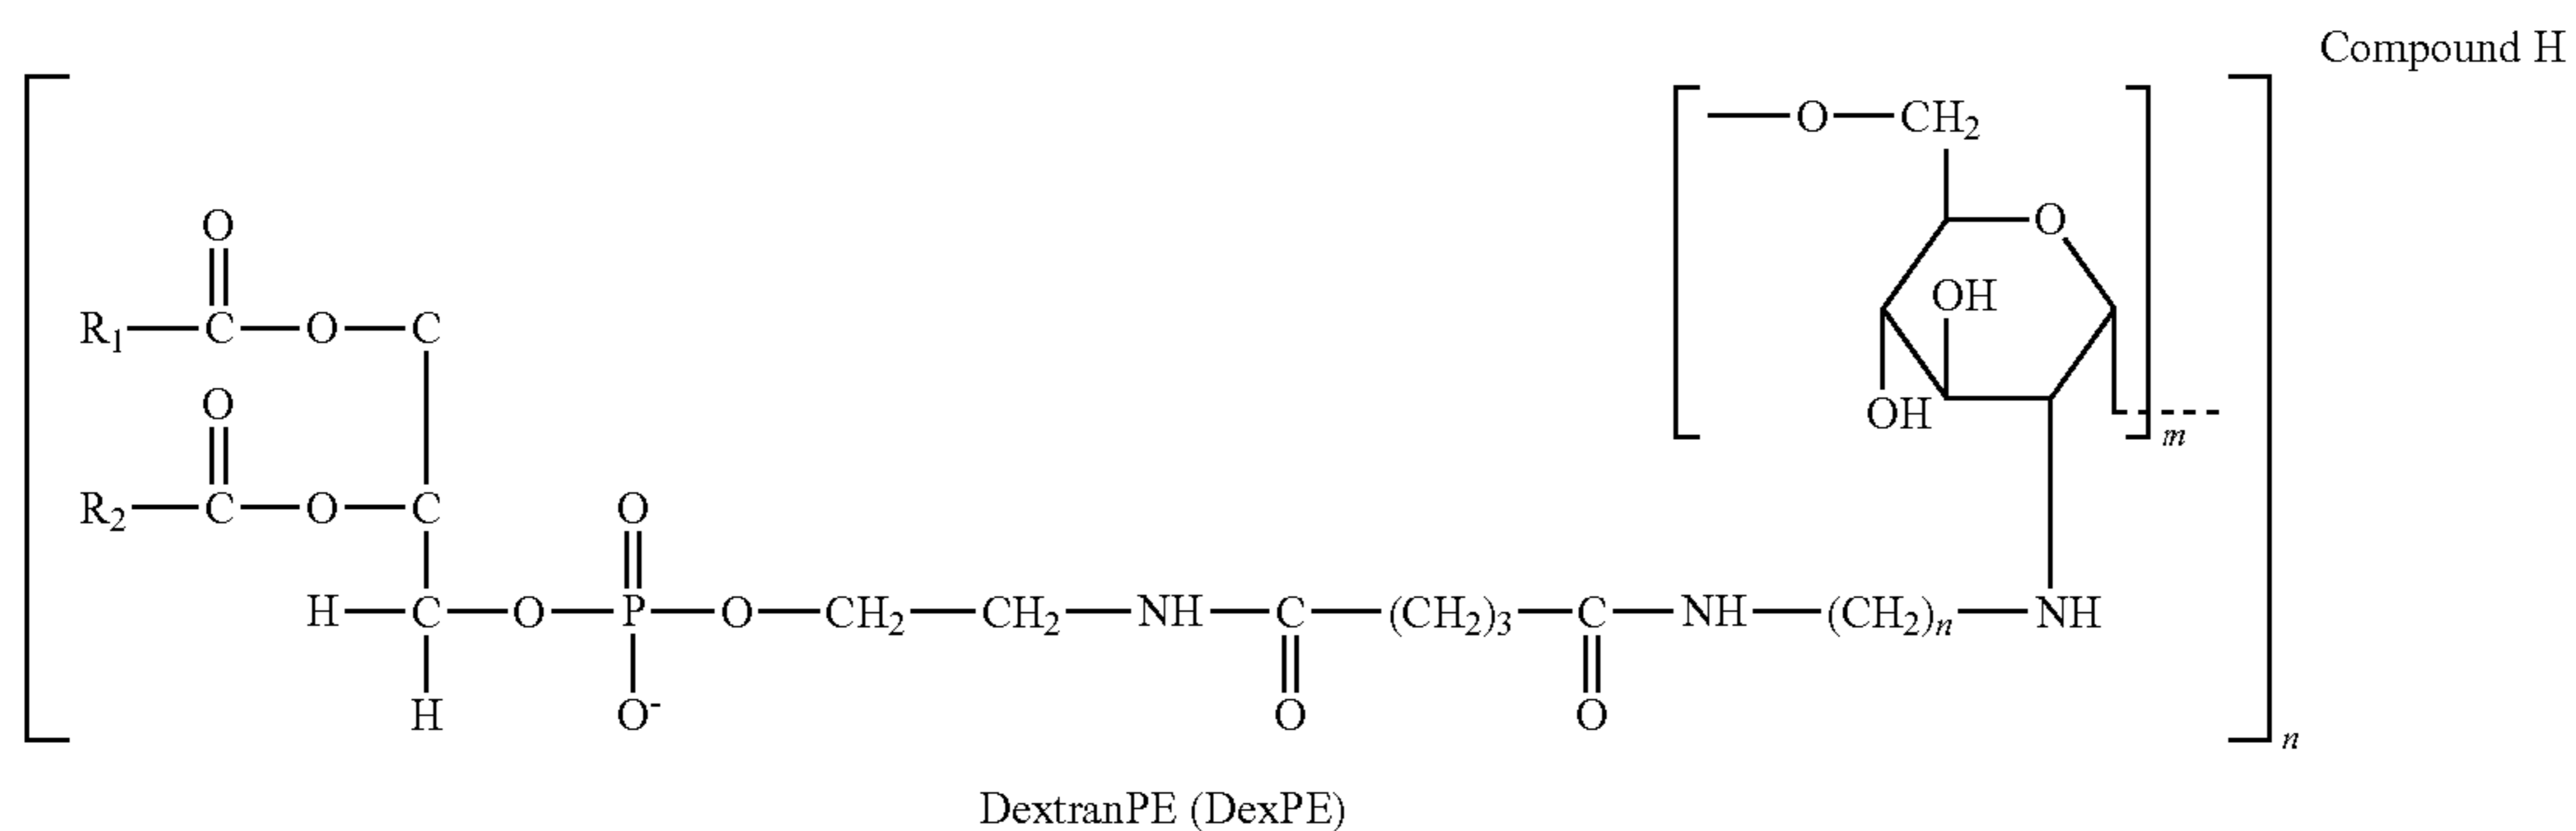 Compound H
—O—CH₂
O
O
OH
R₁—C—O—C
O
OH
m
R₂—C—O—C
O
H—C—O—P—O—CH₂—CH₂—NH—C—(CH₂)₃—C—NH—(CH₂)ₙ—NH
H
O⁻
O
O
n
DextranPE (DexPE)